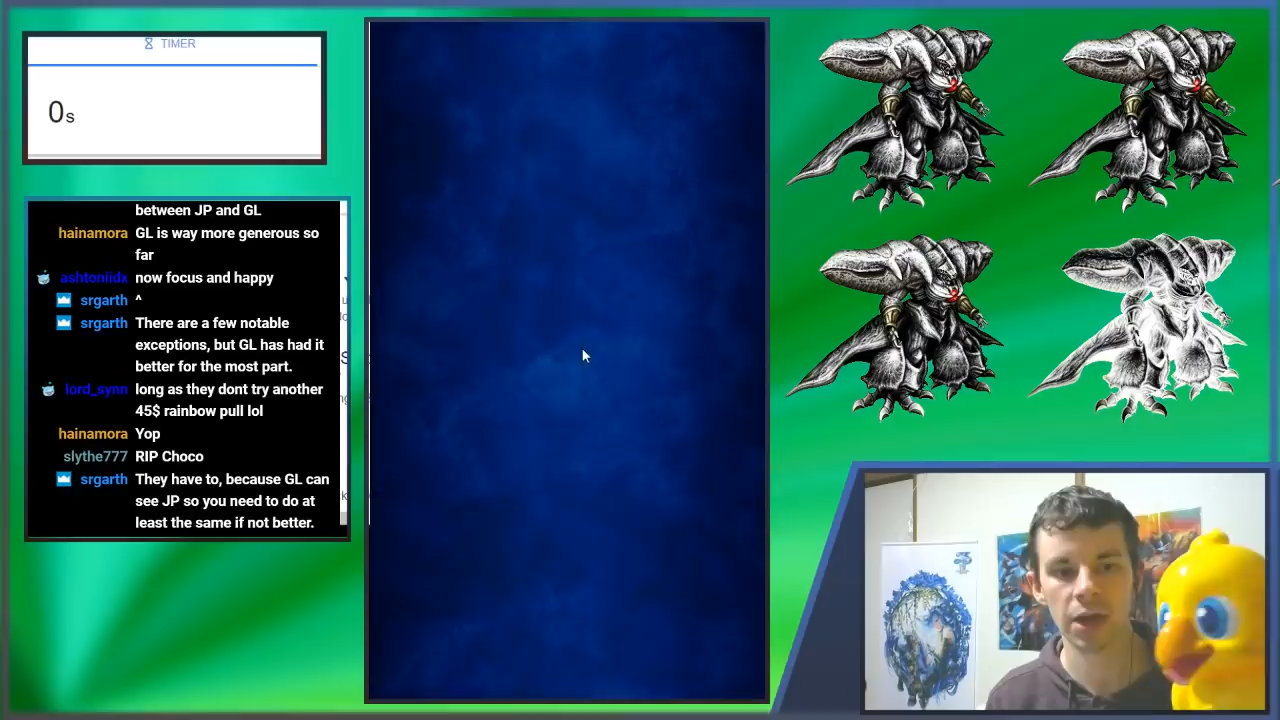 TIMER
0s
between JP and GL
hainamora GL is way more generous so
far
ashtoniidx now focus and happy
srgarth ^
srgarth There are a few notable
exceptions, but GL has had it
better for the most part.
lord_synn long as they dont try another
45$ rainbow pull lol
hainamora Yop
slythe777 RIP Choco
srgarth They have to, because GL can
see JP so you need to do at
least the same if not better.